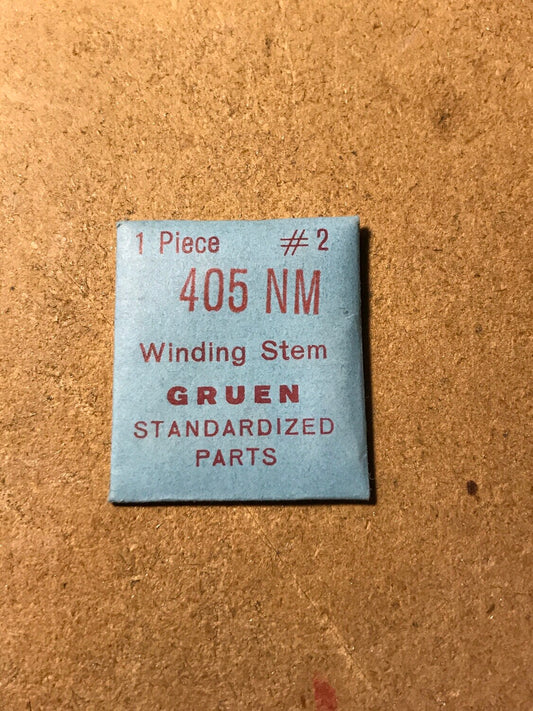 1 Piece #2
405 NM
Winding Stem
GRUEN
STANDARDIZED
PARTS